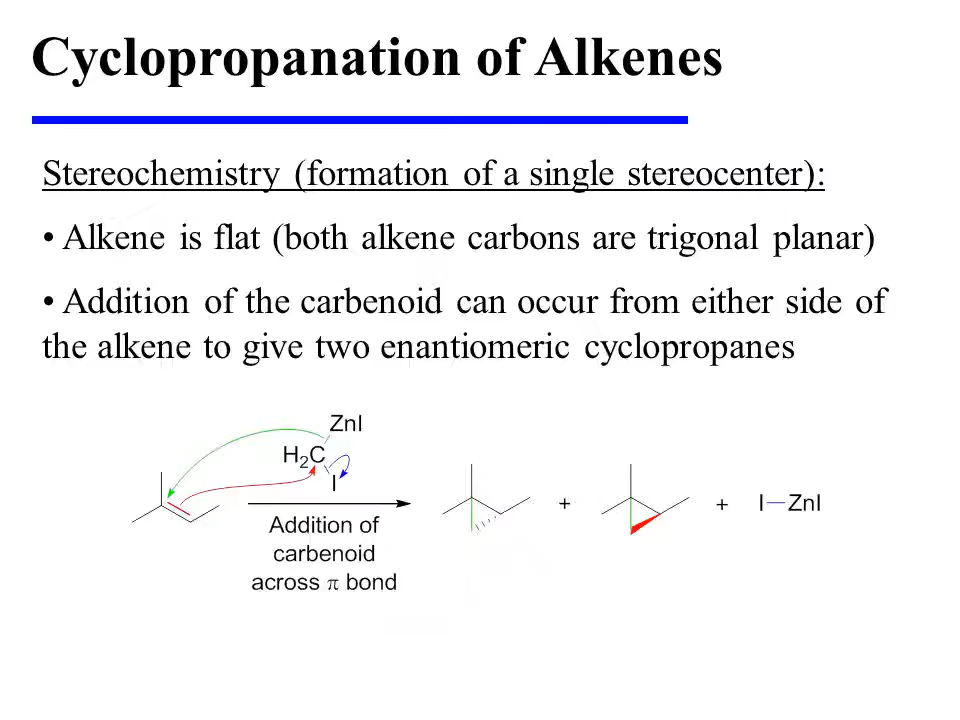 Cyclopropanation of Alkenes
Stereochemistry (formation of a single stereocenter):
• Alkene is flat (both alkene carbons are trigonal planar)
• Addition of the carbenoid can occur from either side of
the alkene to give two enantiomeric cyclopropanes
ZnI
H₂C
I
Addition of
carbenoid
across π bond
+
+
I—ZnI